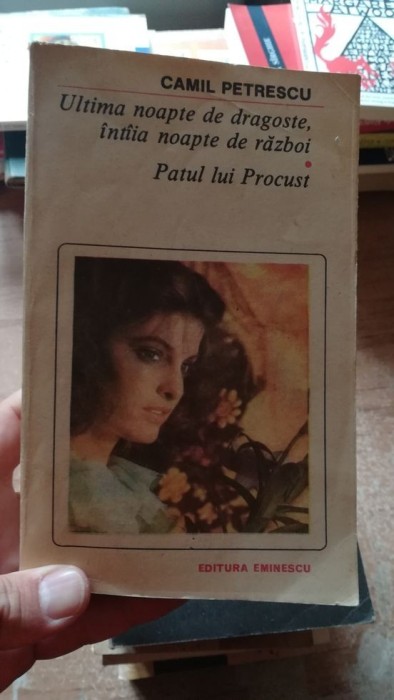 CAMIL PETRESCU
Ultima noapte de dragoste,
întîia noapte de război
Patul lui Procust
EDITURA EMINESCU